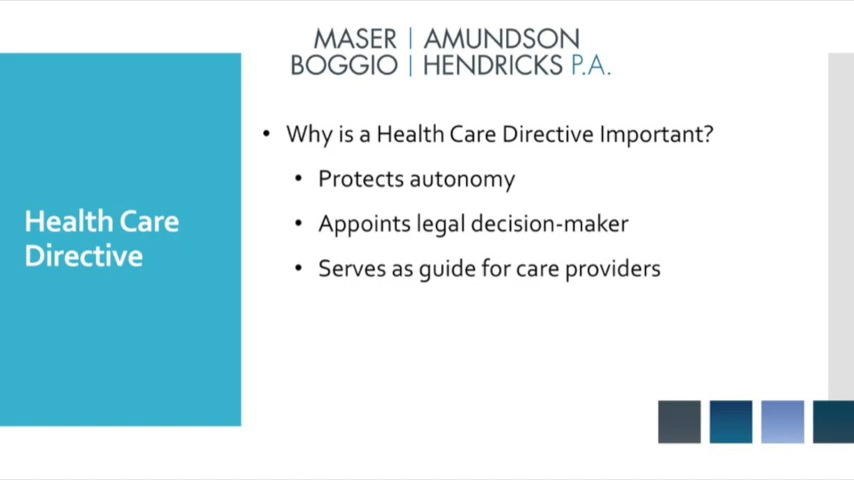 MASER | AMUNDSON
BOGGIO | HENDRICKS P.A.
Health Care
Directive
• Why is a Health Care Directive Important?
• Protects autonomy
• Appoints legal decision-maker
• Serves as guide for care providers